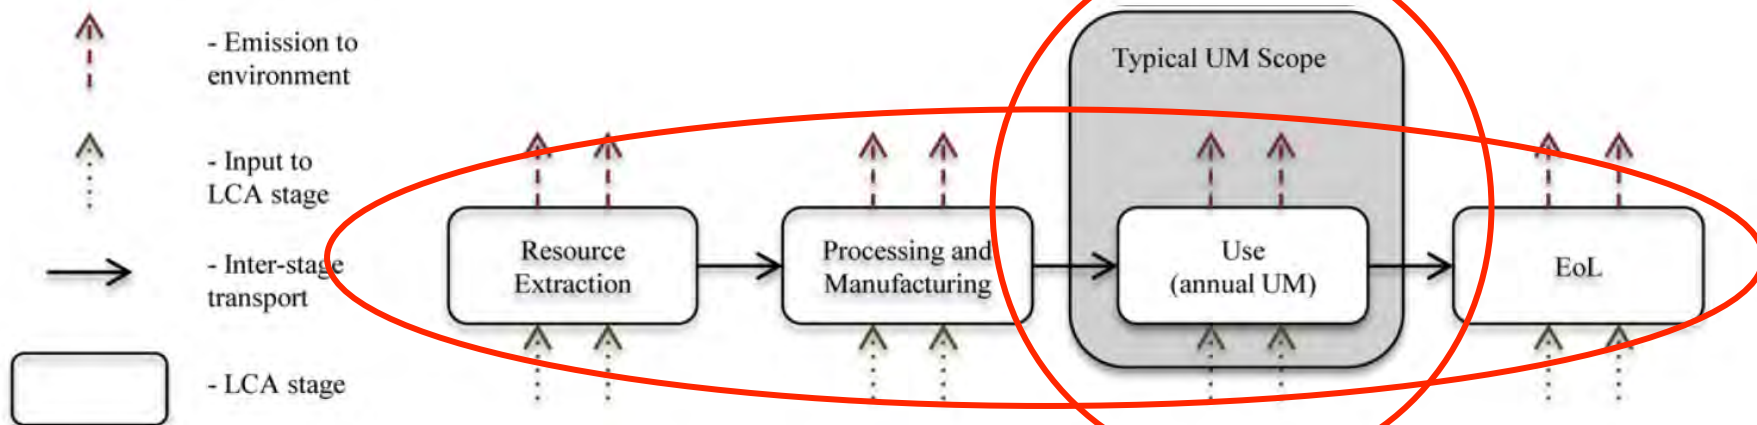 - Emission to
environment
- Input to
LCA stage
- Inter-stage
transport
- LCA stage
Typical UM Scope
Resource
Extraction
Processing and
Manufacturing
Use
(annual UM)
EoL